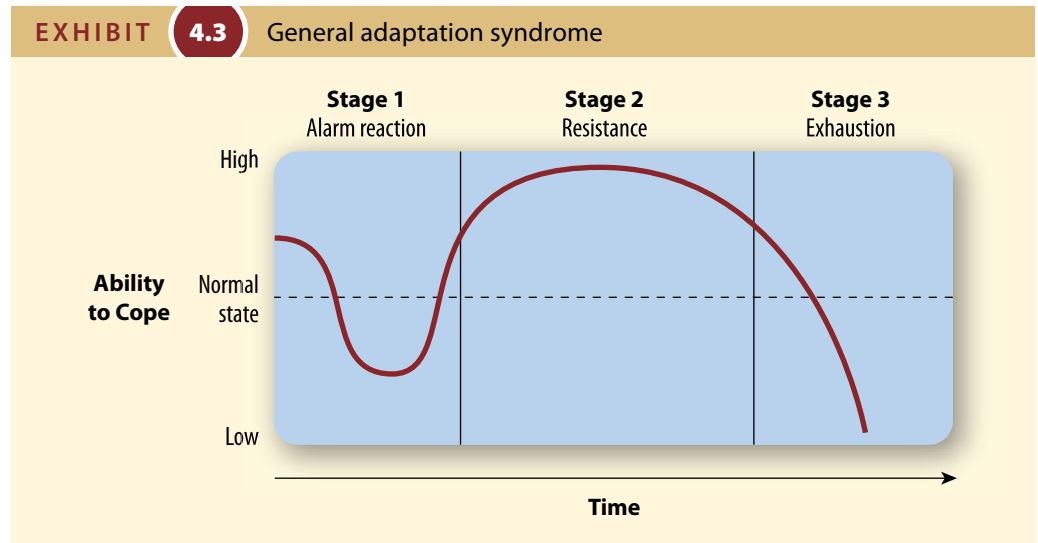 EXHIBIT 4.3 General adaptation syndrome
Stage 1
Alarm reaction
Stage 2
Resistance
Stage 3
Exhaustion
High
Ability
to Cope
Normal
state
Low
Time